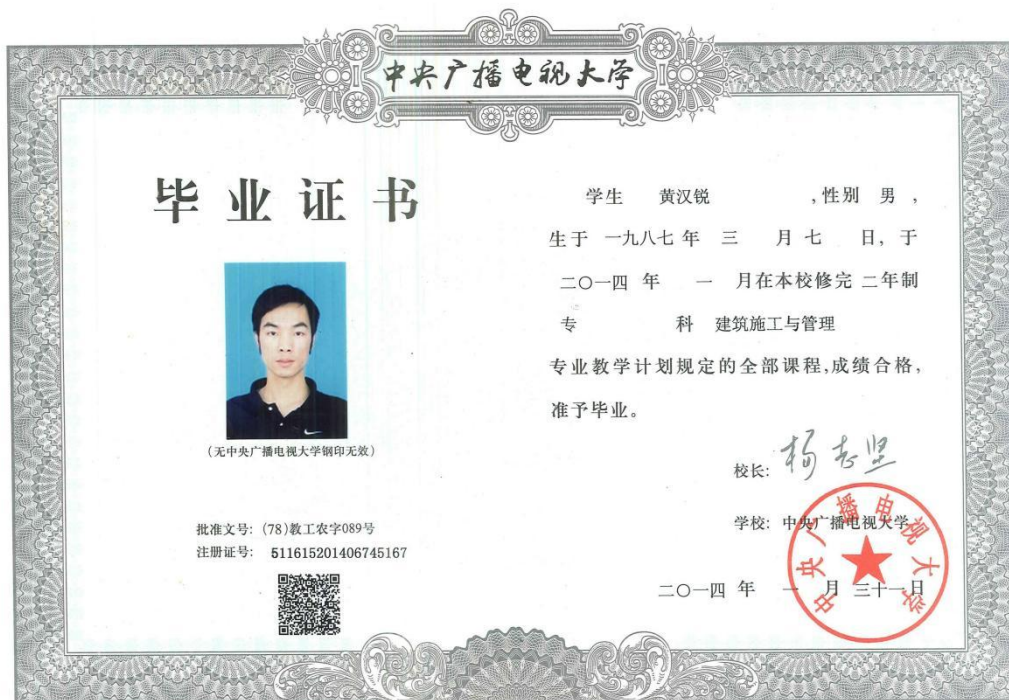 中央广播电视大学
毕业证书
(无中央广播电视大学钢印无效)
批准文号: (78)教工农字089号
注册证号: 511615201406745167
学生 黄汉锐 ,性别 男 ,
生于 一九八七 年 三 月 七 日, 于
二〇一四 年 一 月在本校修完 二年制
专 科 建筑施工与管理
专业教学计划规定的全部课程,成绩合格,
准予毕业。
校长: 杨志坚
学校: 中央广播电视大学
二〇一四 年 一 月 三十一日
中央广播电视大学